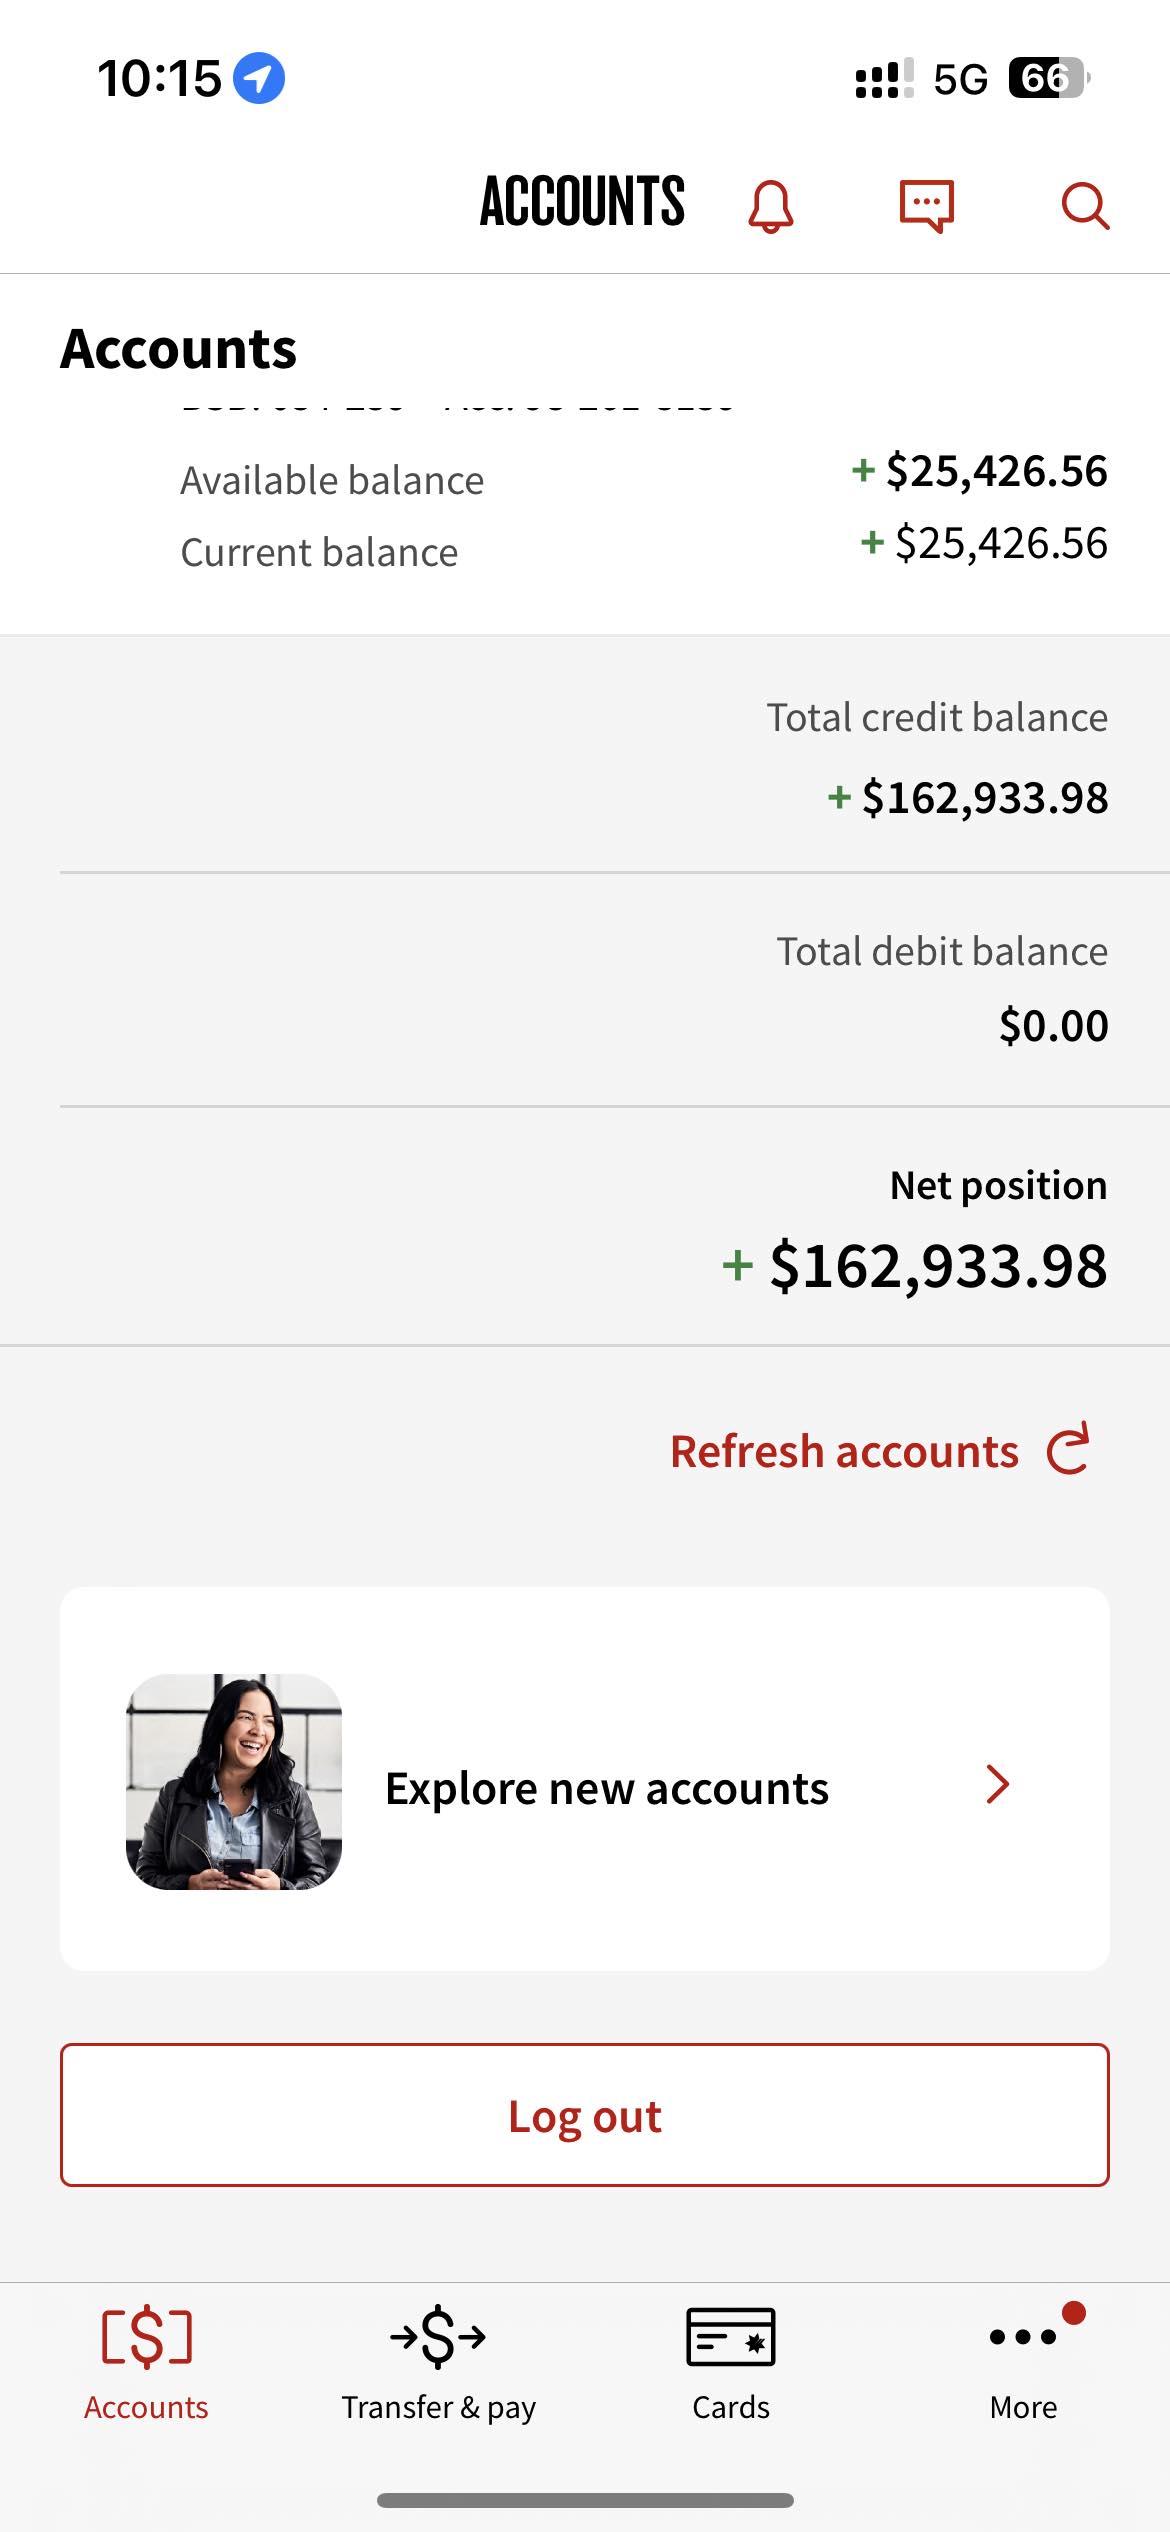 10:15
5G 66
ACCOUNTS
Accounts
Available balance + $25,426.56
Current balance + $25,426.56
Total credit balance
+ $162,933.98
Total debit balance
$0.00
Net position
+ $162,933.98
Refresh accounts
Explore new accounts
Log out
Accounts Transfer & pay Cards More